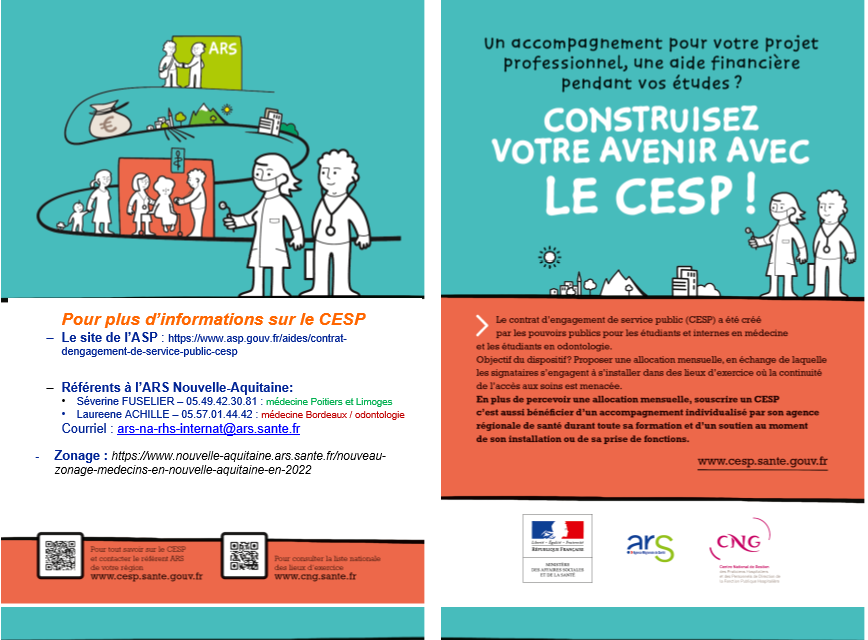 ARS
€
Pour plus d'informations sur le CESP
– Le site de l'ASP : https://www.asp.gouv.fr/aides/contrat-
dengagement-de-service-public-cesp
– Référents à l'ARS Nouvelle-Aquitaine:
• Séverine FUSELIER – 05.49.42.30.81 : médecine Poitiers et Limoges
• Laureene ACHILLE – 05.57.01.44.42 : médecine Bordeaux / odontologie
Courriel : ars-na-rhs-internat@ars.sante.fr
- Zonage : https://www.nouvelle-aquitaine.ars.sante.fr/nouveau-
zonage-medecins-en-nouvelle-aquitaine-en-2022
Pour tout savoir sur le CESP
et contacter le référent ARS
de votre région
www.cesp.sante.gouv.fr
Pour consulter la liste nationale
des lieux d'exercice
www.cng.sante.fr
Un accompagnement pour votre projet
professionnel, une aide financière
pendant vos études ?
CONSTRUISEZ
VOTRE AVENIR AVEC
LE CESP !
Le contrat d'engagement de service public (CESP) a été créé
par les pouvoirs publics pour les étudiants et internes en médecine
et les étudiants en odontologie.
Objectif du dispositif? Proposer une allocation mensuelle, en échange de laquelle
les signataires s'engagent à s'installer dans des lieux d'exercice où la continuité
de l'accès aux soins est menacée.
En plus de percevoir une allocation mensuelle, souscrire un CESP
c'est aussi bénéficier d'un accompagnement individualisé par son agence
régionale de santé durant toute sa formation et d'un soutien au moment
de son installation ou de sa prise de fonctions.
www.cesp.sante.gouv.fr
Liberté • Égalité • Fraternité
RÉPUBLIQUE FRANÇAISE
MINISTÈRE
DES AFFAIRES SOCIALES
ET DE LA SANTÉ
ars
CNG
Centre National de Gestion